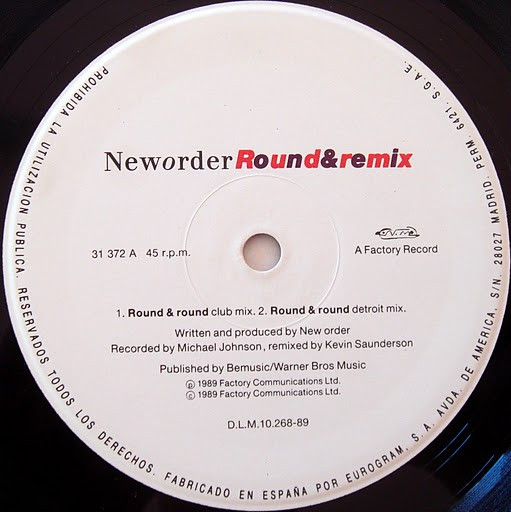 Neworder Round&remix
31 372 A 45 r.p.m.
A Factory Record
1. Round & round club mix. 2. Round & round detroit mix.
Written and produced by New order
Recorded by Michael Johnson, remixed by Kevin Saunderson
Published by Bemusic/Warner Bros Music
℗ 1989 Factory Communications Ltd.
© 1989 Factory Communications Ltd.
D.L.M.10.268-89
PROHIBIDA LA UTILIZACION PUBLICA. RESERVADOS TODOS LOS DERECHOS. FABRICADO EN ESPAÑA POR EUROGRAM, S.A. AVDA. DE AMERICA, S/N. 28027 MADRID. PERM. 6421. S.G.A.E.